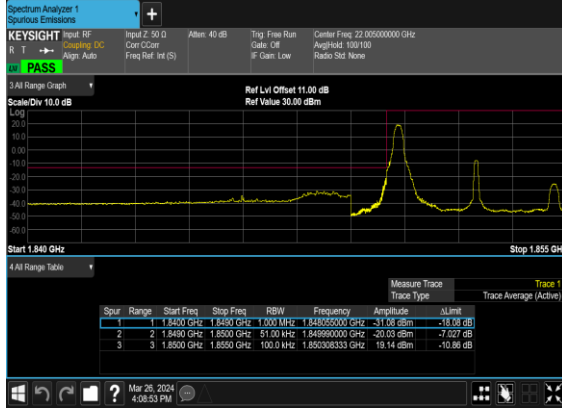 Spectrum Analyzer 1
Spurious Emissions
+
KEYSIGHT Input: RF Input Z: 50 Ω Atten: 40 dB Trig: Free Run Center Freq: 22.005000000 GHz
R T Coupling: DC Corr CCorr Gate: Off Avg|Hold: 100/100
Align: Auto Freq Ref: Int (S) IF Gain: Low Radio Std: None
PASS
3 All Range Graph
Ref Lvl Offset 11.00 dB
Scale/Div 10.0 dB Ref Value 30.00 dBm
Log
20.0
10.0
0.00
-10.0
-20.0
-30.0
-40.0
-50.0
-60.0
Start 1.840 GHz Stop 1.855 GH
4 All Range Table
Measure Trace Trace 1
Trace Type Trace Average (Active)
Spur Range Start Freq Stop Freq RBW Frequency Amplitude ΔLimit
1 1 1.8400 GHz 1.8490 GHz 1.000 MHz 1.848055000 GHz -31.08 dBm -18.08 dB
2 2 1.8490 GHz 1.8500 GHz 51.00 kHz 1.849990000 GHz -20.03 dBm -7.027 dB
3 3 1.8500 GHz 1.8550 GHz 100.0 kHz 1.850308333 GHz 19.14 dBm -10.86 dB
? Mar 26, 2024
4:08:53 PM